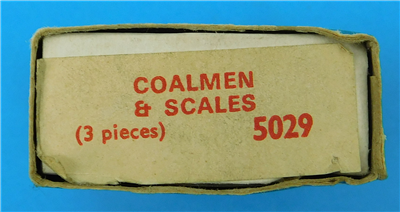 COALMEN
& SCALES
(3 pieces) 5029